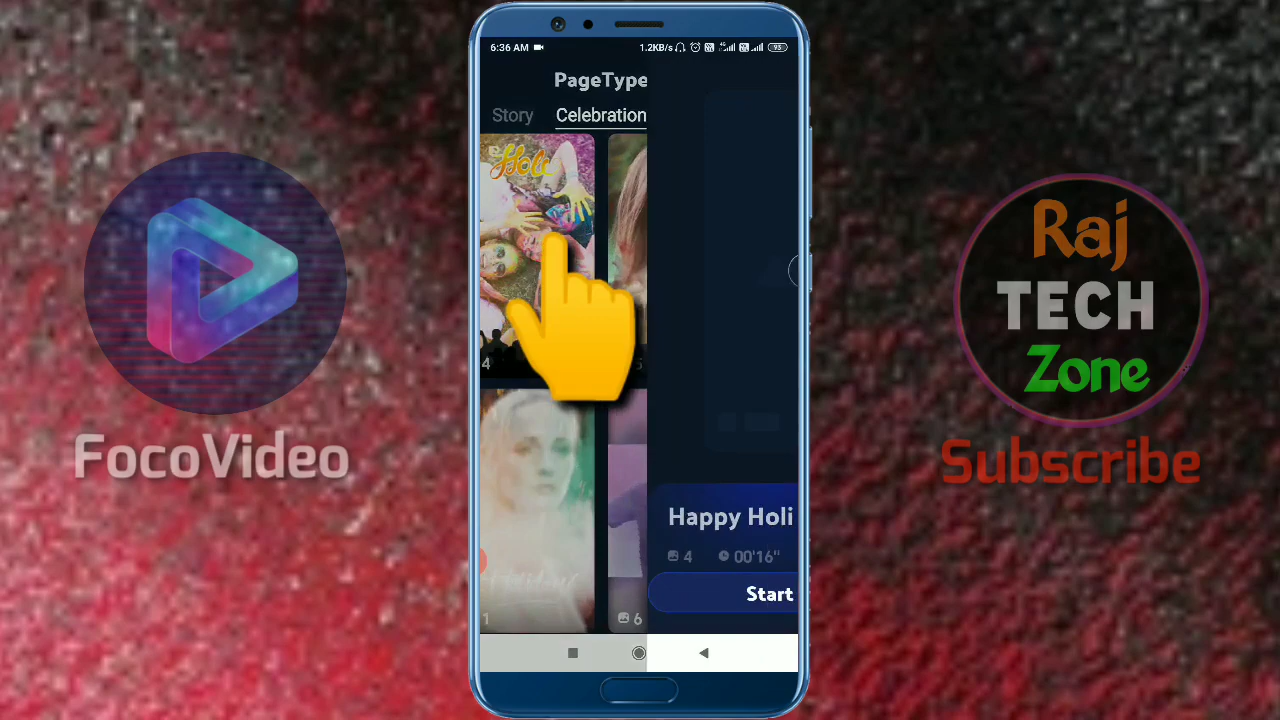 6:36 AM
1.2KB/s
93
PageType
Story
Celebration
Holi
4
1
6
Happy Holi
4
00'16"
Start
FocoVideo
Raj
TECH
Zone
Subscribe